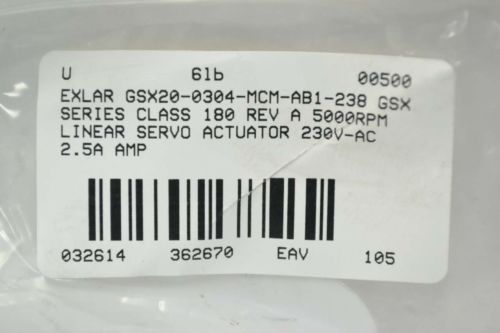 U 6lb 00500
EXLAR GSX20-0304-MCM-AB1-238 GSX
SERIES CLASS 180 REV A 5000RPM
LINEAR SERVO ACTUATOR 230V-AC
2.5A AMP
032614 362670 EAV 105